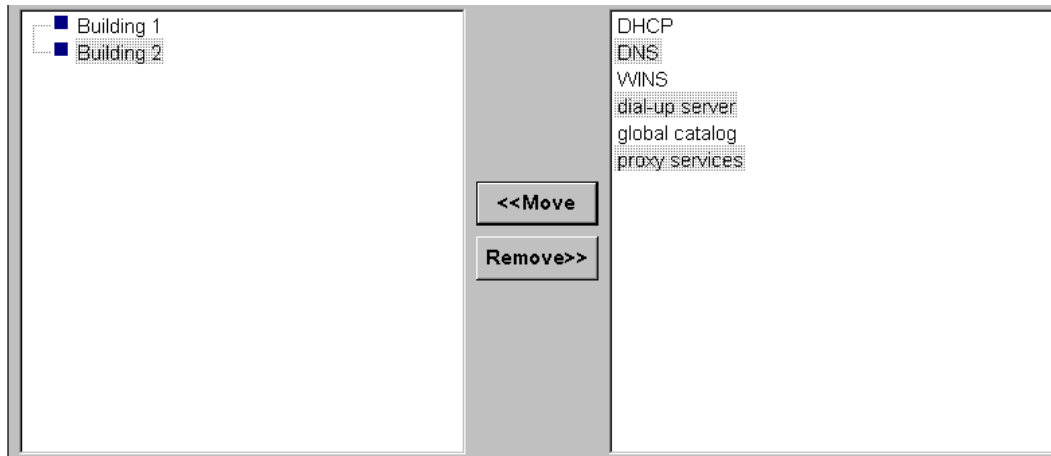 Building 1
Building 2
<<Move
Remove>>
DHCP
DNS
WINS
dial-up server
global catalog
proxy services